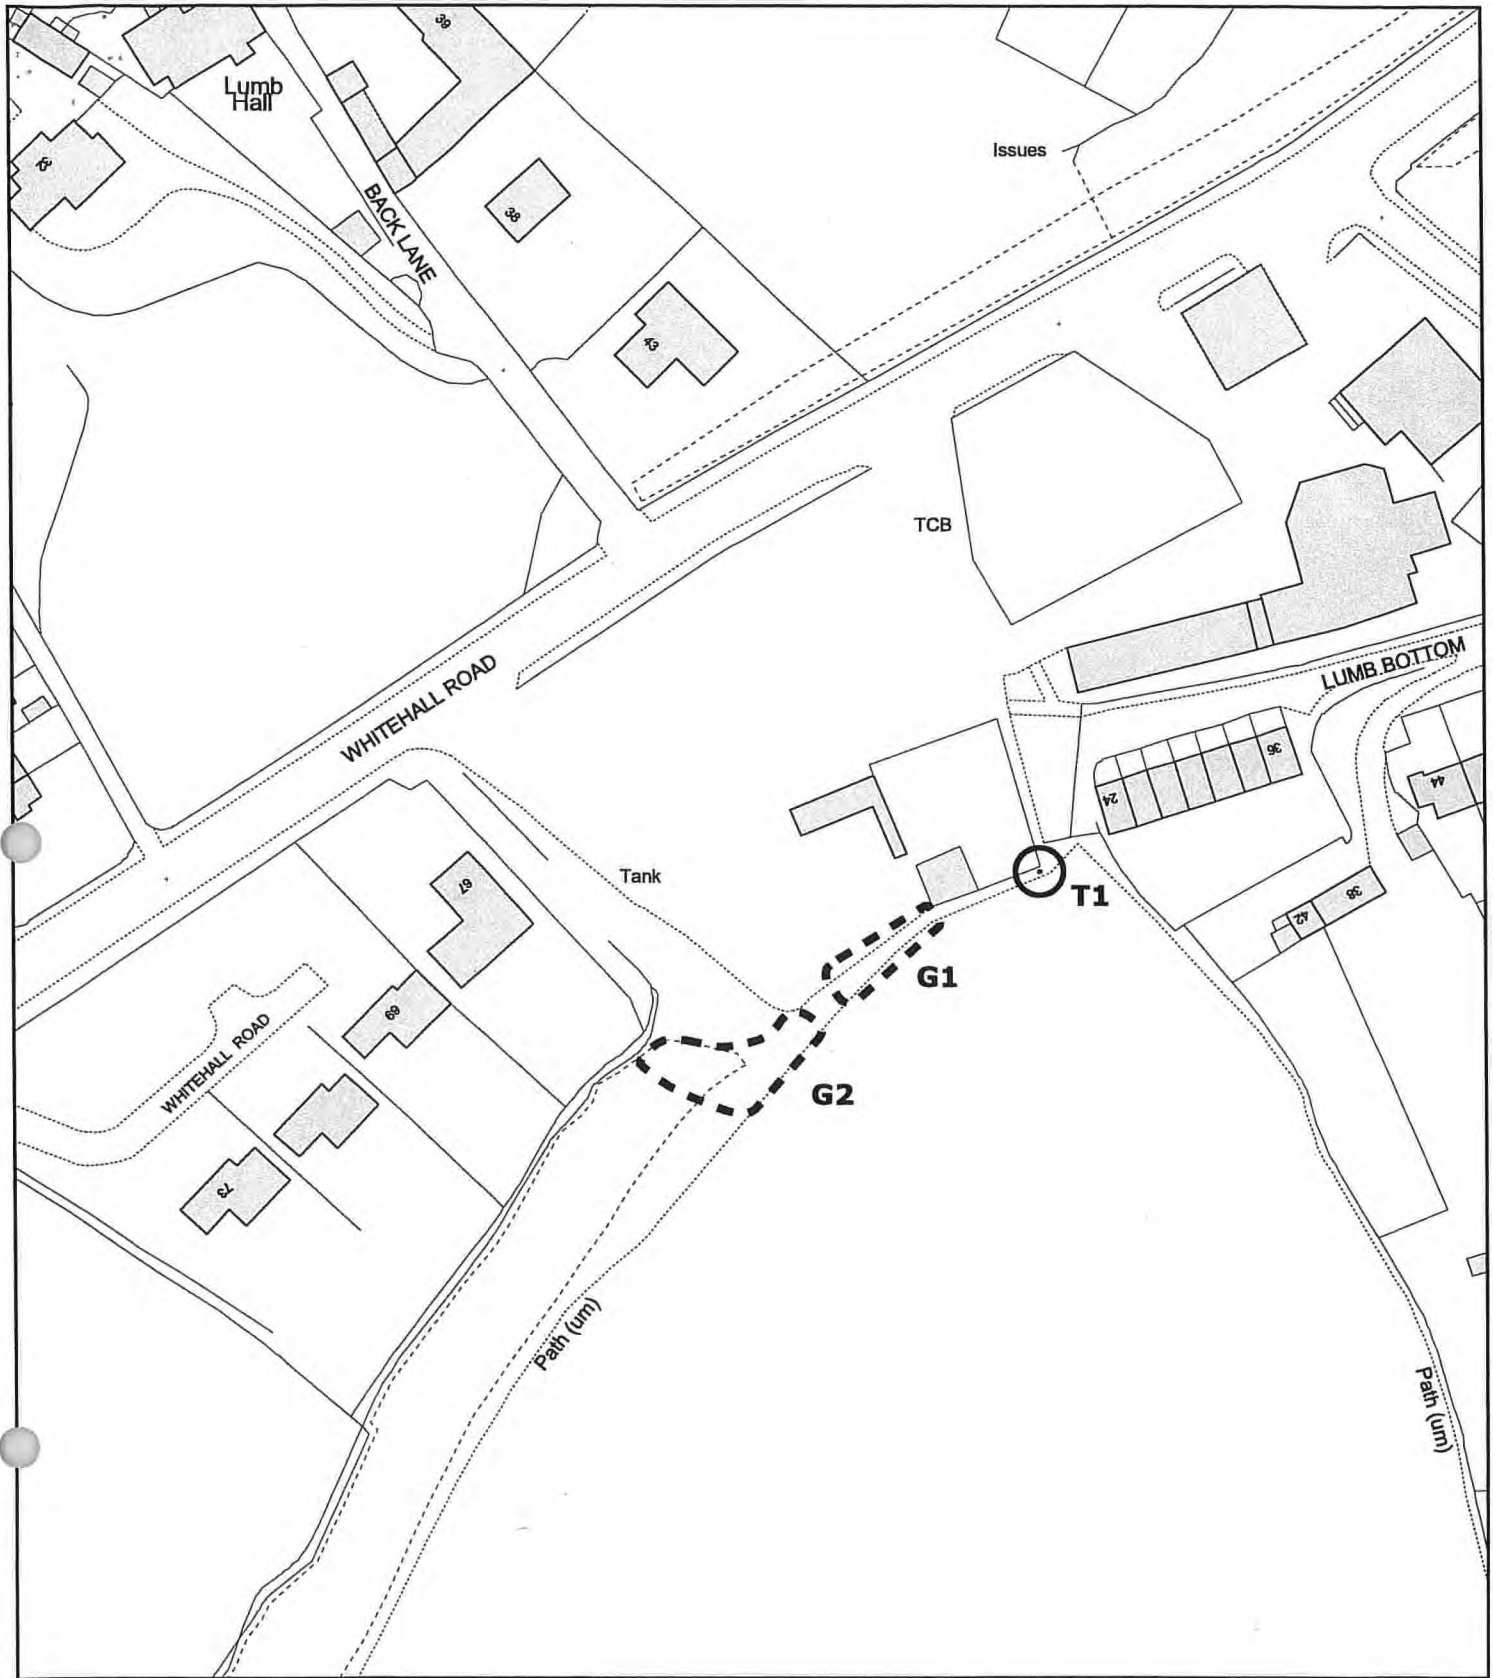 39
Lumb
Hall
Issues
BACK LANE
38
43
TCB
WHITEHALL ROAD
LUMB BOTTOM
36
24
44
Tank
67
T1
38
42
G1
69
WHITEHALL ROAD
G2
73
Path (um)
Path (um)